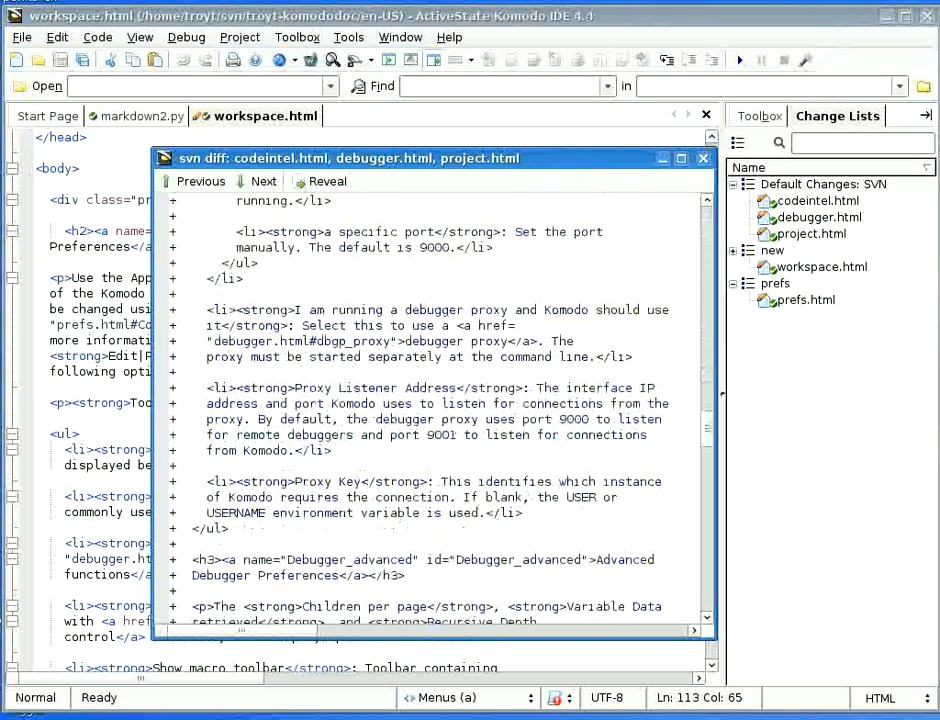 workspace.html (/home/troyt/svn/troyt-komododoc/en-US) - ActiveState Komodo IDE 4.4
File Edit Code View Debug Project Toolbox Tools Window Help
Open Find in
Start Page markdown2.py workspace.html
Toolbox Change Lists
</head>
<body>
<div class="pr
<h2><a name=
Preferences</a
<p>Use the App
of the Komodo
be changed usi
"prefs.html#Co
more informati
<strong>Edit|P
following opti
<p><strong>Too
<ul>
<li><strong>
displayed be
<li><strong>
commonly use
<li><strong>
"debugger.ht
functions</a
<li><strong>
with <a href
control</a>
<li><strong>Show macro toolbar</strong>: Toolbar containing
svn diff: codeintel.html, debugger.html, project.html
Previous Next Reveal
+ running.</li>
+
+ <li><strong>a specific port</strong>: Set the port
+ manually. The default is 9000.</li>
+ </ul>
+ </li>
+
+ <li><strong>I am running a debugger proxy and Komodo should use
+ it</strong>: Select this to use a <a href=
+ "debugger.html#dbgp_proxy">debugger proxy</a>. The
+ proxy must be started separately at the command line.</li>
+
+ <li><strong>Proxy Listener Address</strong>: The interface IP
+ address and port Komodo uses to listen for connections from the
+ proxy. By default, the debugger proxy uses port 9000 to listen
+ for remote debuggers and port 9001 to listen for connections
+ from Komodo.</li>
+
+ <li><strong>Proxy Key</strong>: This identifies which instance
+ of Komodo requires the connection. If blank, the USER or
+ USERNAME environment variable is used.</li>
+ </ul>
+
+ <h3><a name="Debugger_advanced" id="Debugger_advanced">Advanced
+ Debugger Preferences</a></h3>
+
+ <p>The <strong>Children per page</strong>, <strong>Variable Data
+ retrieved</strong>, and <strong>Recursive Depth
Name
Default Changes: SVN
codeintel.html
debugger.html
project.html
new
workspace.html
prefs
prefs.html
Normal Ready Menus (a) UTF-8 Ln: 113 Col: 65 HTML